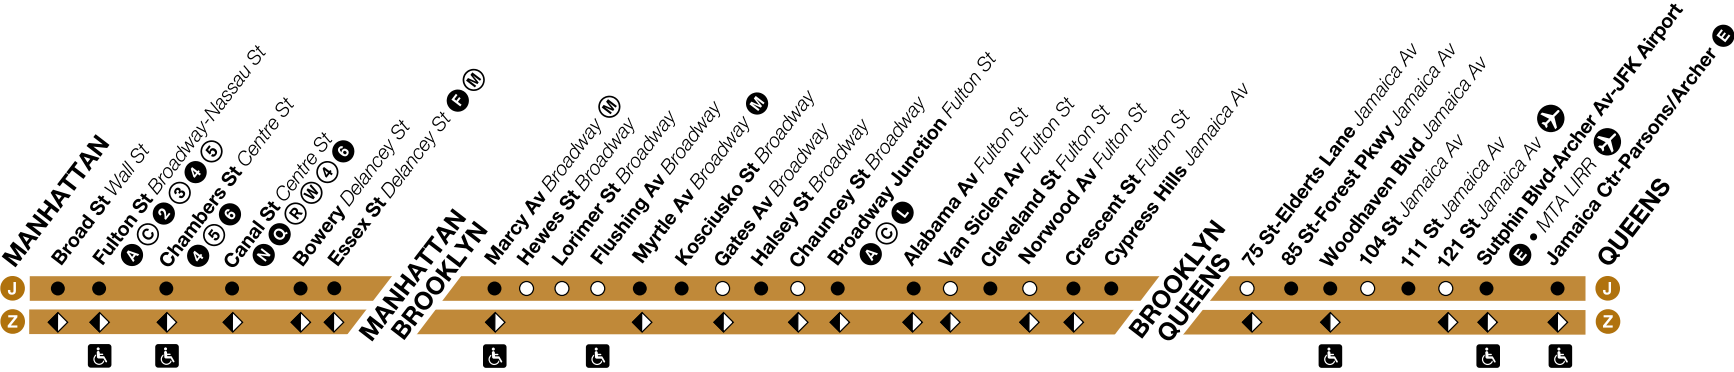 MANHATTAN
Broad St Wall St
Fulton St Broadway-Nassau St
A C 2 3 4 5
Chambers St Centre St
4 5 6
Canal St Centre St
N Q R W 4 6
Bowery Delancey St
Essex St Delancey St F M
MANHATTAN
BROOKLYN
Marcy Av Broadway M
Hewes St Broadway
Lorimer St Broadway
Flushing Av Broadway
Myrtle Av Broadway M
Kosciusko St Broadway
Gates Av Broadway
Halsey St Broadway
Chauncey St Broadway
Broadway Junction Fulton St
A C L
Alabama Av Fulton St
Van Siclen Av Fulton St
Cleveland St Fulton St
Norwood Av Fulton St
Crescent St Fulton St
Cypress Hills Jamaica Av
BROOKLYN
QUEENS
75 St-Elderts Lane Jamaica Av
85 St-Forest Pkwy Jamaica Av
Woodhaven Blvd Jamaica Av
104 St Jamaica Av
111 St Jamaica Av
121 St Jamaica Av
Sutphin Blvd-Archer Av-JFK Airport
E • MTA LIRR
Jamaica Ctr-Parsons/Archer E
QUEENS
J J
Z Z